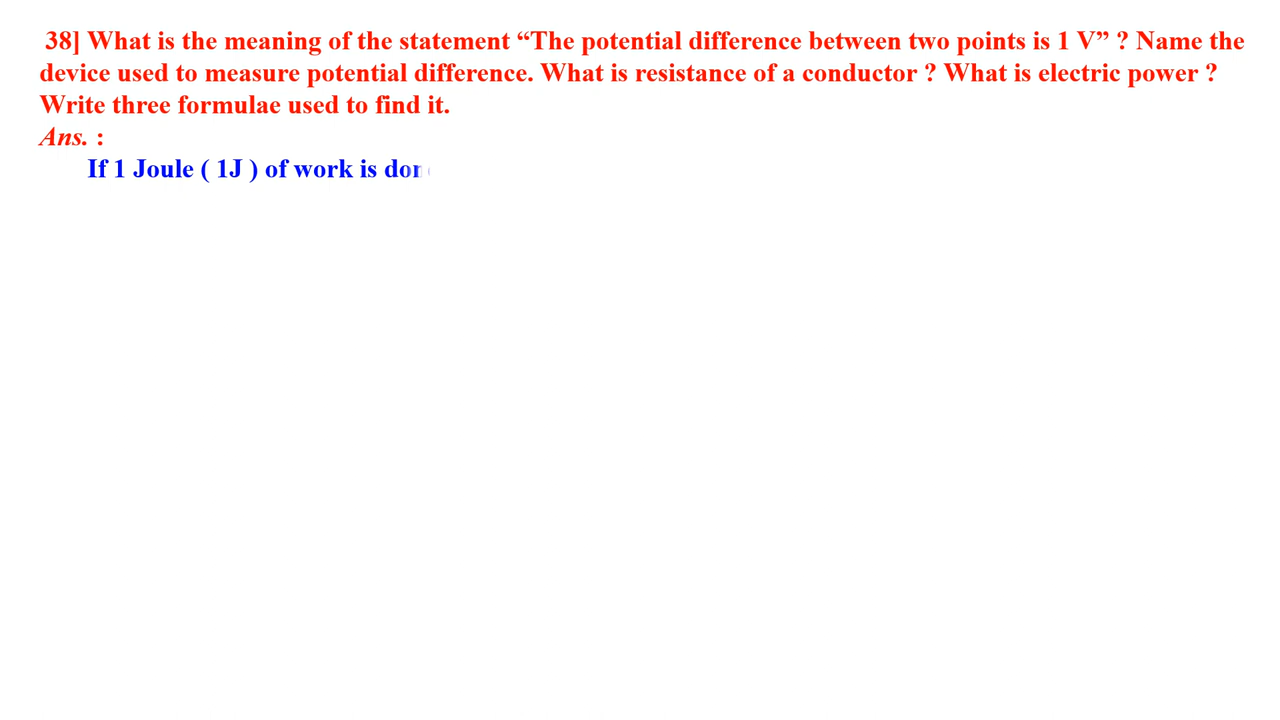 38] What is the meaning of the statement “The potential difference between two points is 1 V” ? Name the
device used to measure potential difference. What is resistance of a conductor ? What is electric power ?
Write three formulae used to find it.
Ans. :
If 1 Joule ( 1J ) of work is